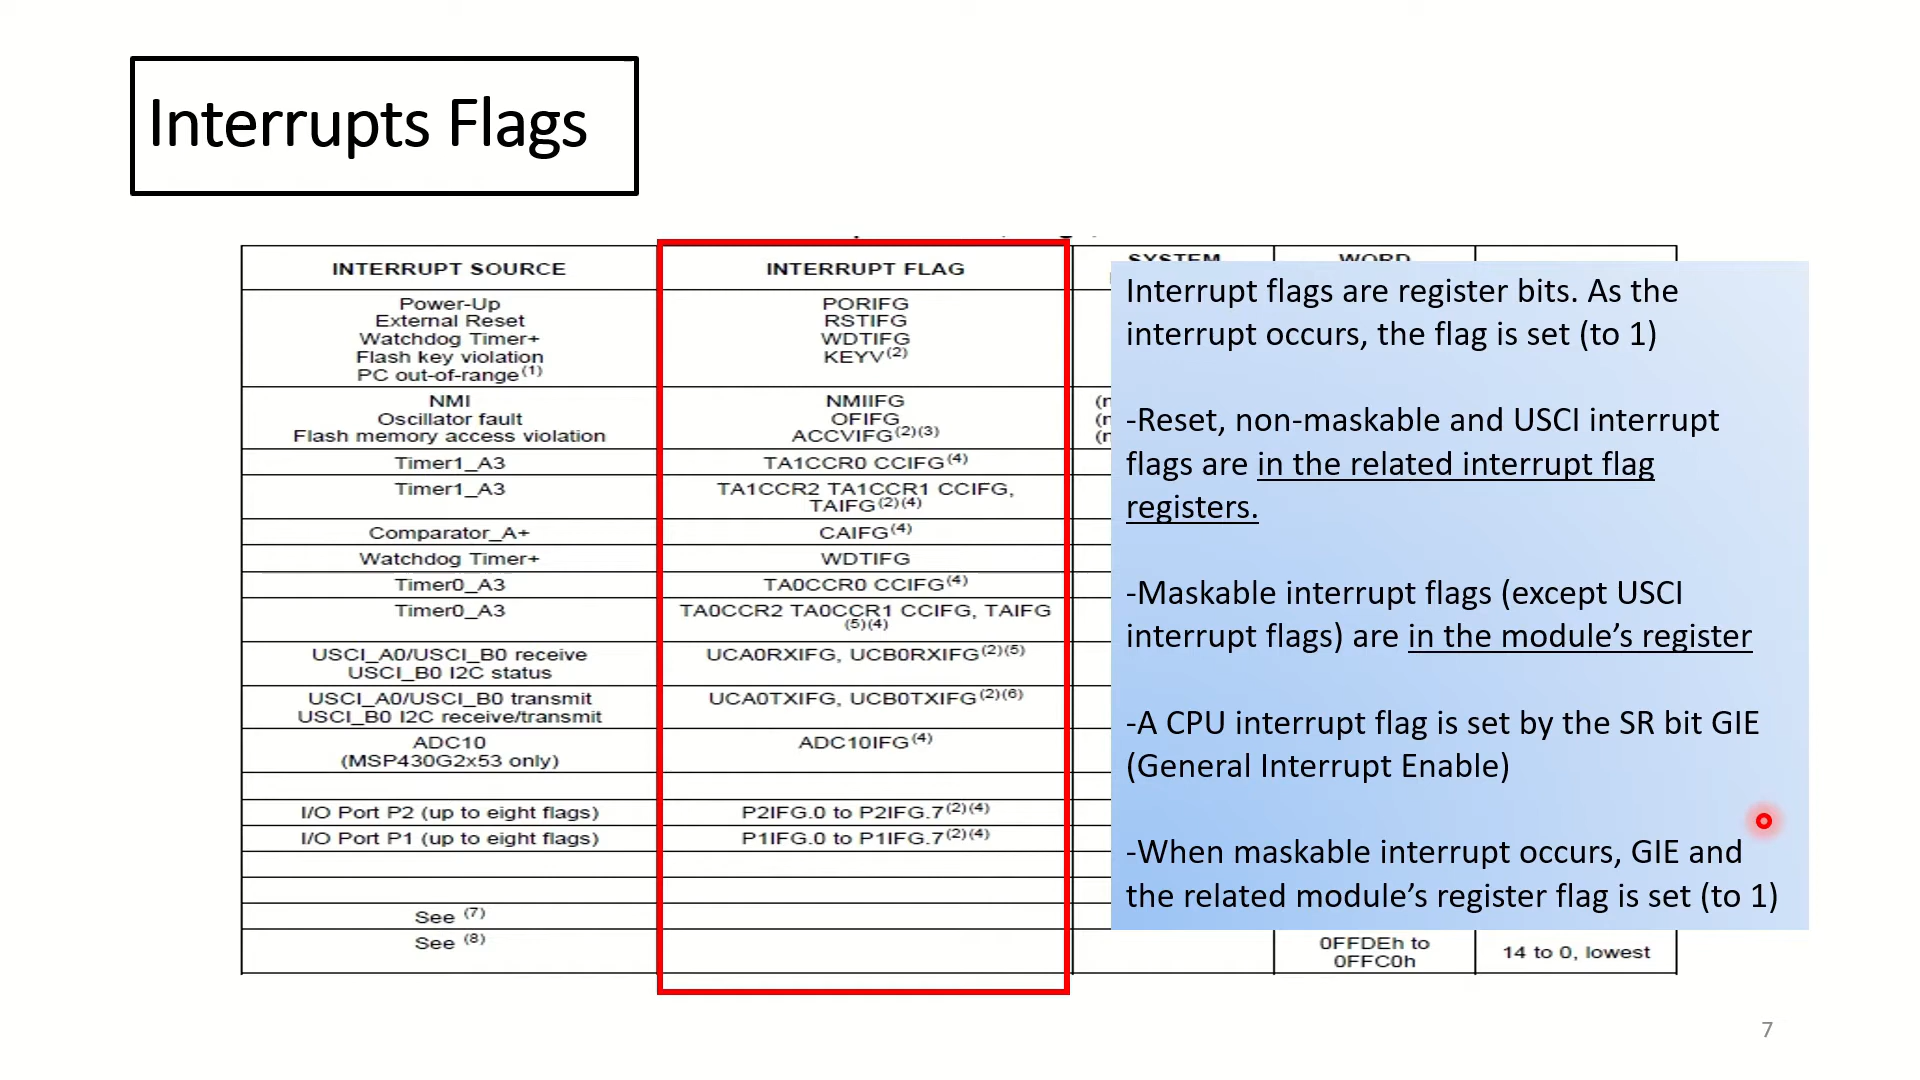 Interrupts Flags
INTERRUPT SOURCE
INTERRUPT FLAG
SYSTEM
WORD
Power-Up
External Reset
Watchdog Timer+
Flash key violation
PC out-of-range(1)
PORIFG
RSTIFG
WDTIFG
KEYV(2)
NMI
Oscillator fault
Flash memory access violation
NMIIFG
OFIFG
ACCVIFG(2)(3)
Timer1_A3
TA1CCR0 CCIFG(4)
Timer1_A3
TA1CCR2 TA1CCR1 CCIFG,
TAIFG(2)(4)
Comparator_A+
CAIFG(4)
Watchdog Timer+
WDTIFG
Timer0_A3
TA0CCR0 CCIFG(4)
Timer0_A3
TA0CCR2 TA0CCR1 CCIFG, TAIFG
(5)(4)
USCI_A0/USCI_B0 receive
USCI_B0 I2C status
UCA0RXIFG, UCB0RXIFG(2)(5)
USCI_A0/USCI_B0 transmit
USCI_B0 I2C receive/transmit
UCA0TXIFG, UCB0TXIFG(2)(6)
ADC10
(MSP430G2x53 only)
ADC10IFG(4)
I/O Port P2 (up to eight flags)
P2IFG.0 to P2IFG.7(2)(4)
I/O Port P1 (up to eight flags)
P1IFG.0 to P1IFG.7(2)(4)
See (7)
See (8)
0FFDEh to
0FFC0h
14 to 0, lowest
Interrupt flags are register bits. As the
interrupt occurs, the flag is set (to 1)
-Reset, non-maskable and USCI interrupt
flags are in the related interrupt flag
registers.
-Maskable interrupt flags (except USCI
interrupt flags) are in the module’s register
-A CPU interrupt flag is set by the SR bit GIE
(General Interrupt Enable)
-When maskable interrupt occurs, GIE and
the related module’s register flag is set (to 1)
7